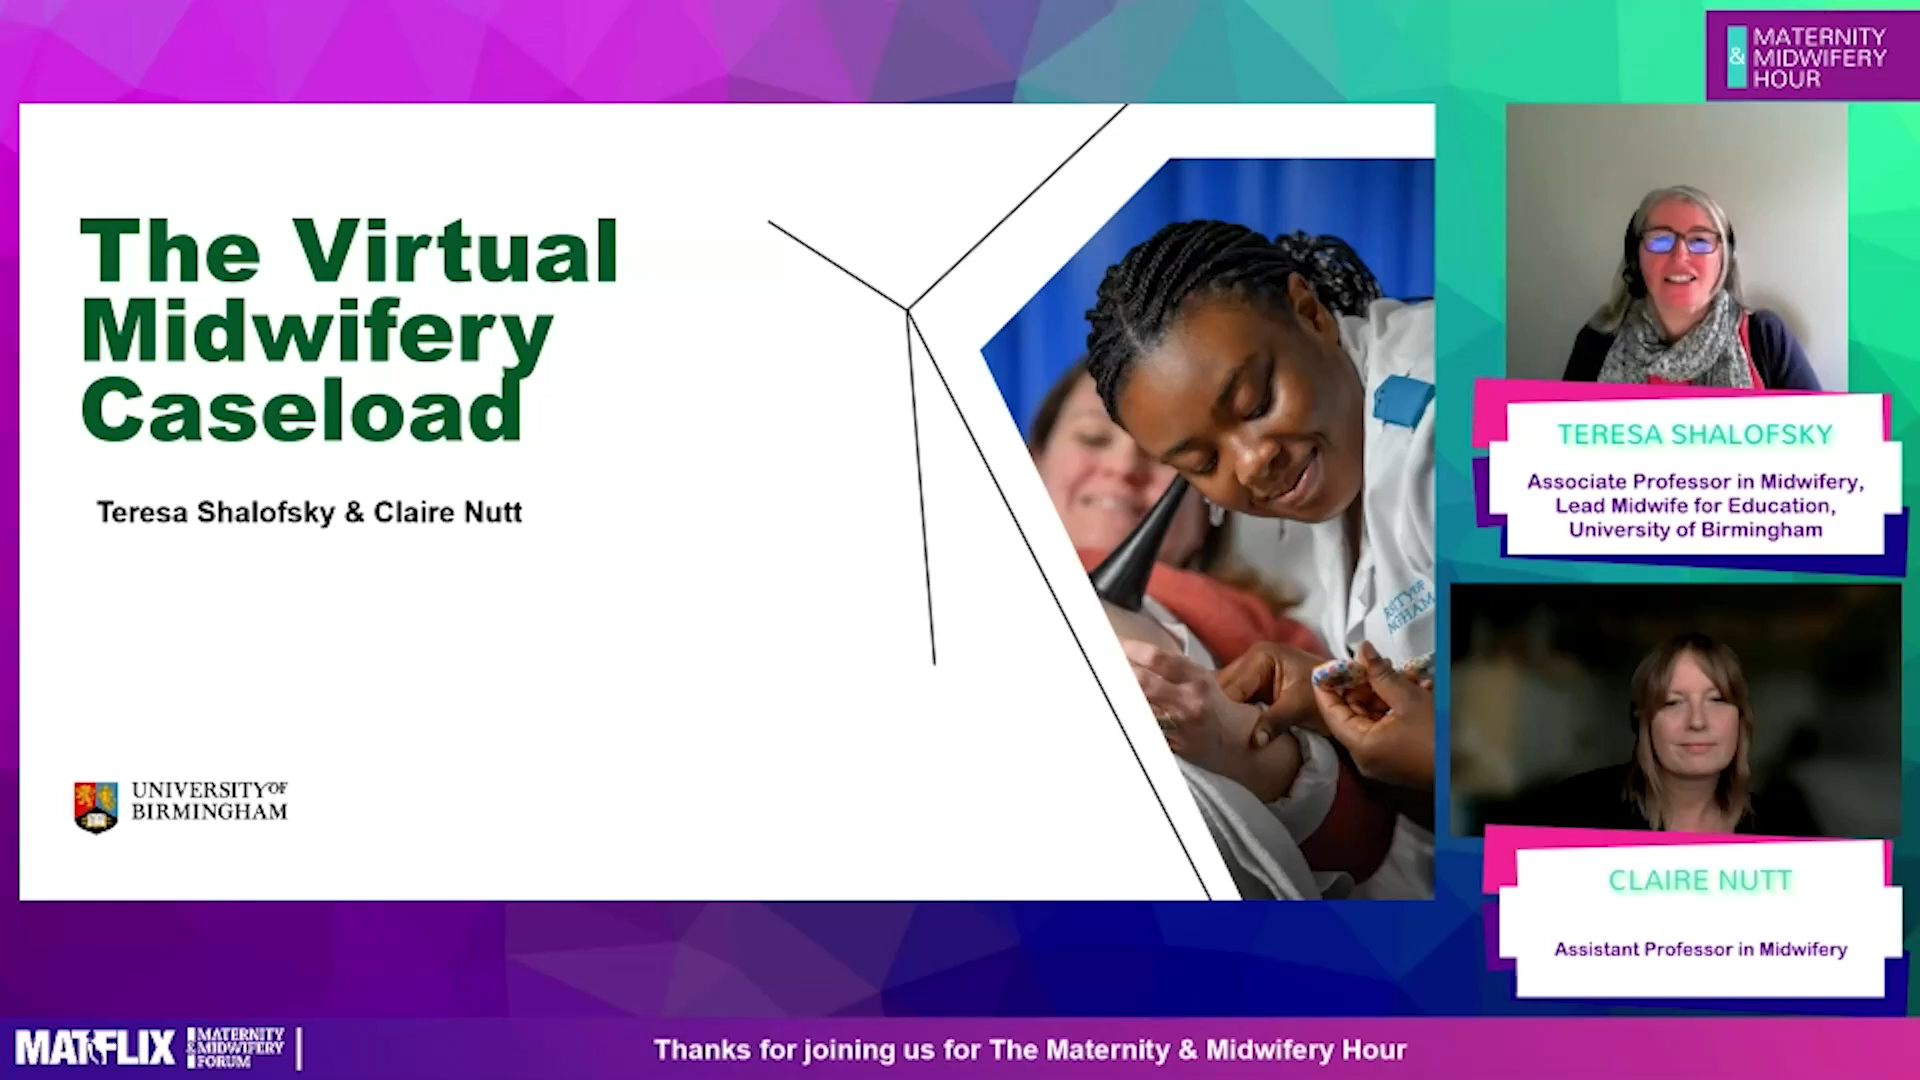 &
MATERNITY
MIDWIFERY
HOUR
The Virtual
Midwifery
Caseload
Teresa Shalofsky & Claire Nutt
UNIVERSITY OF
BIRMINGHAM
TERESA SHALOFSKY
Associate Professor in Midwifery,
Lead Midwife for Education,
University of Birmingham
CLAIRE NUTT
Assistant Professor in Midwifery
MATFLIX
MATERNITY
&MIDWIFERY
FORUM
Thanks for joining us for The Maternity & Midwifery Hour